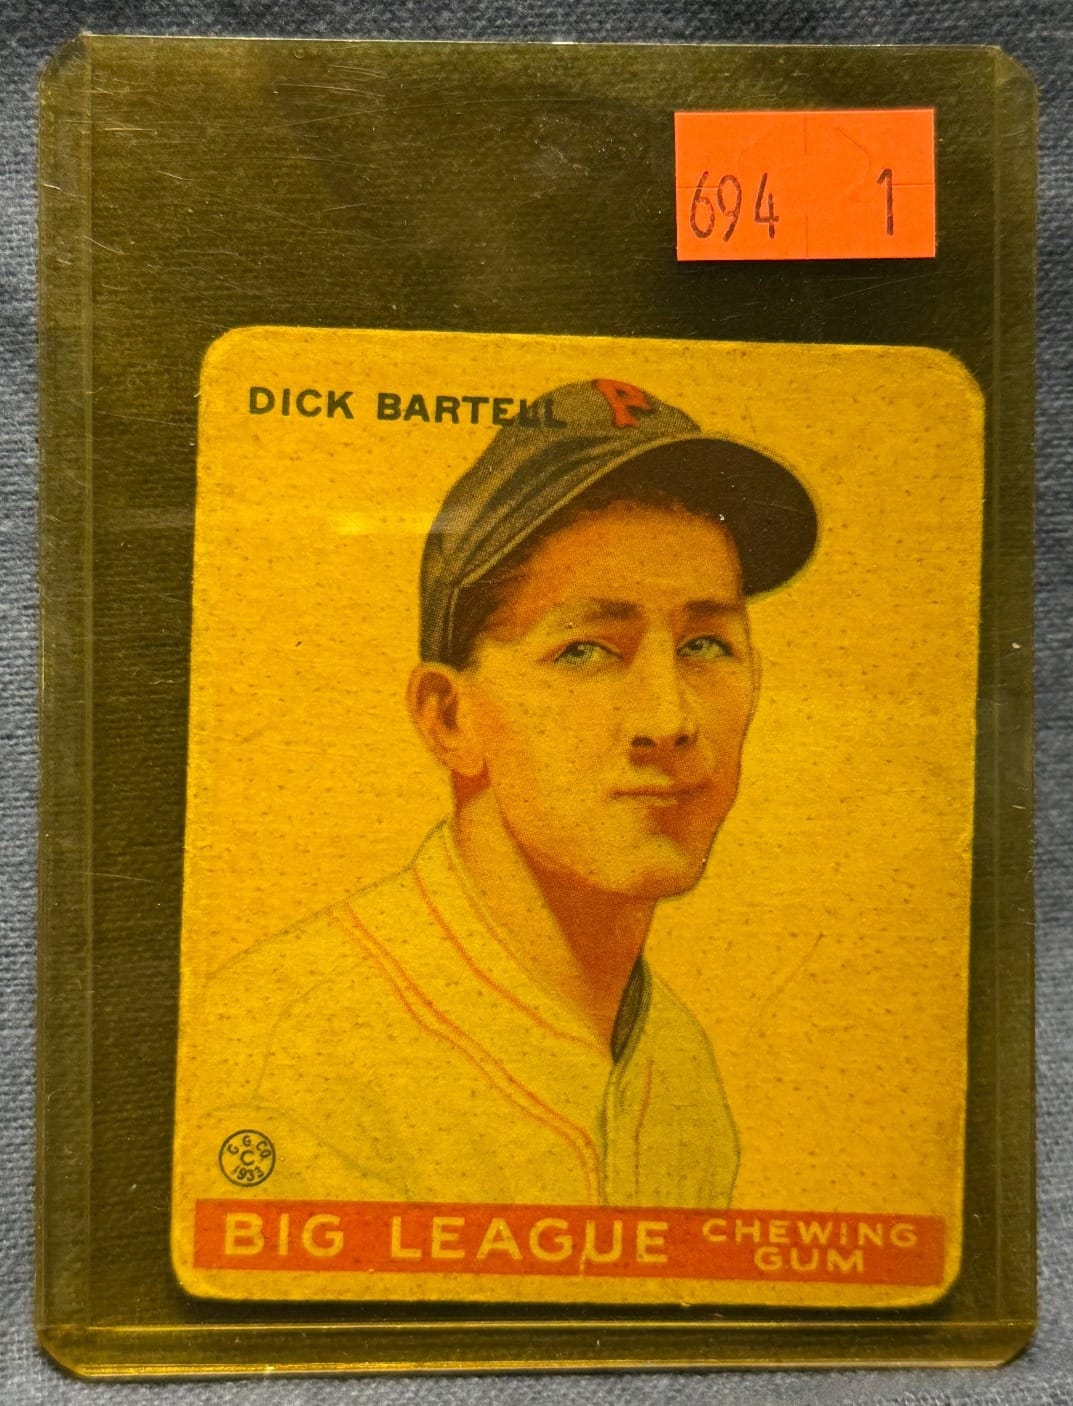 694 1
DICK BARTELL
P
G.G.CO.
C
1933
BIG LEAGUE CHEWING
GUM